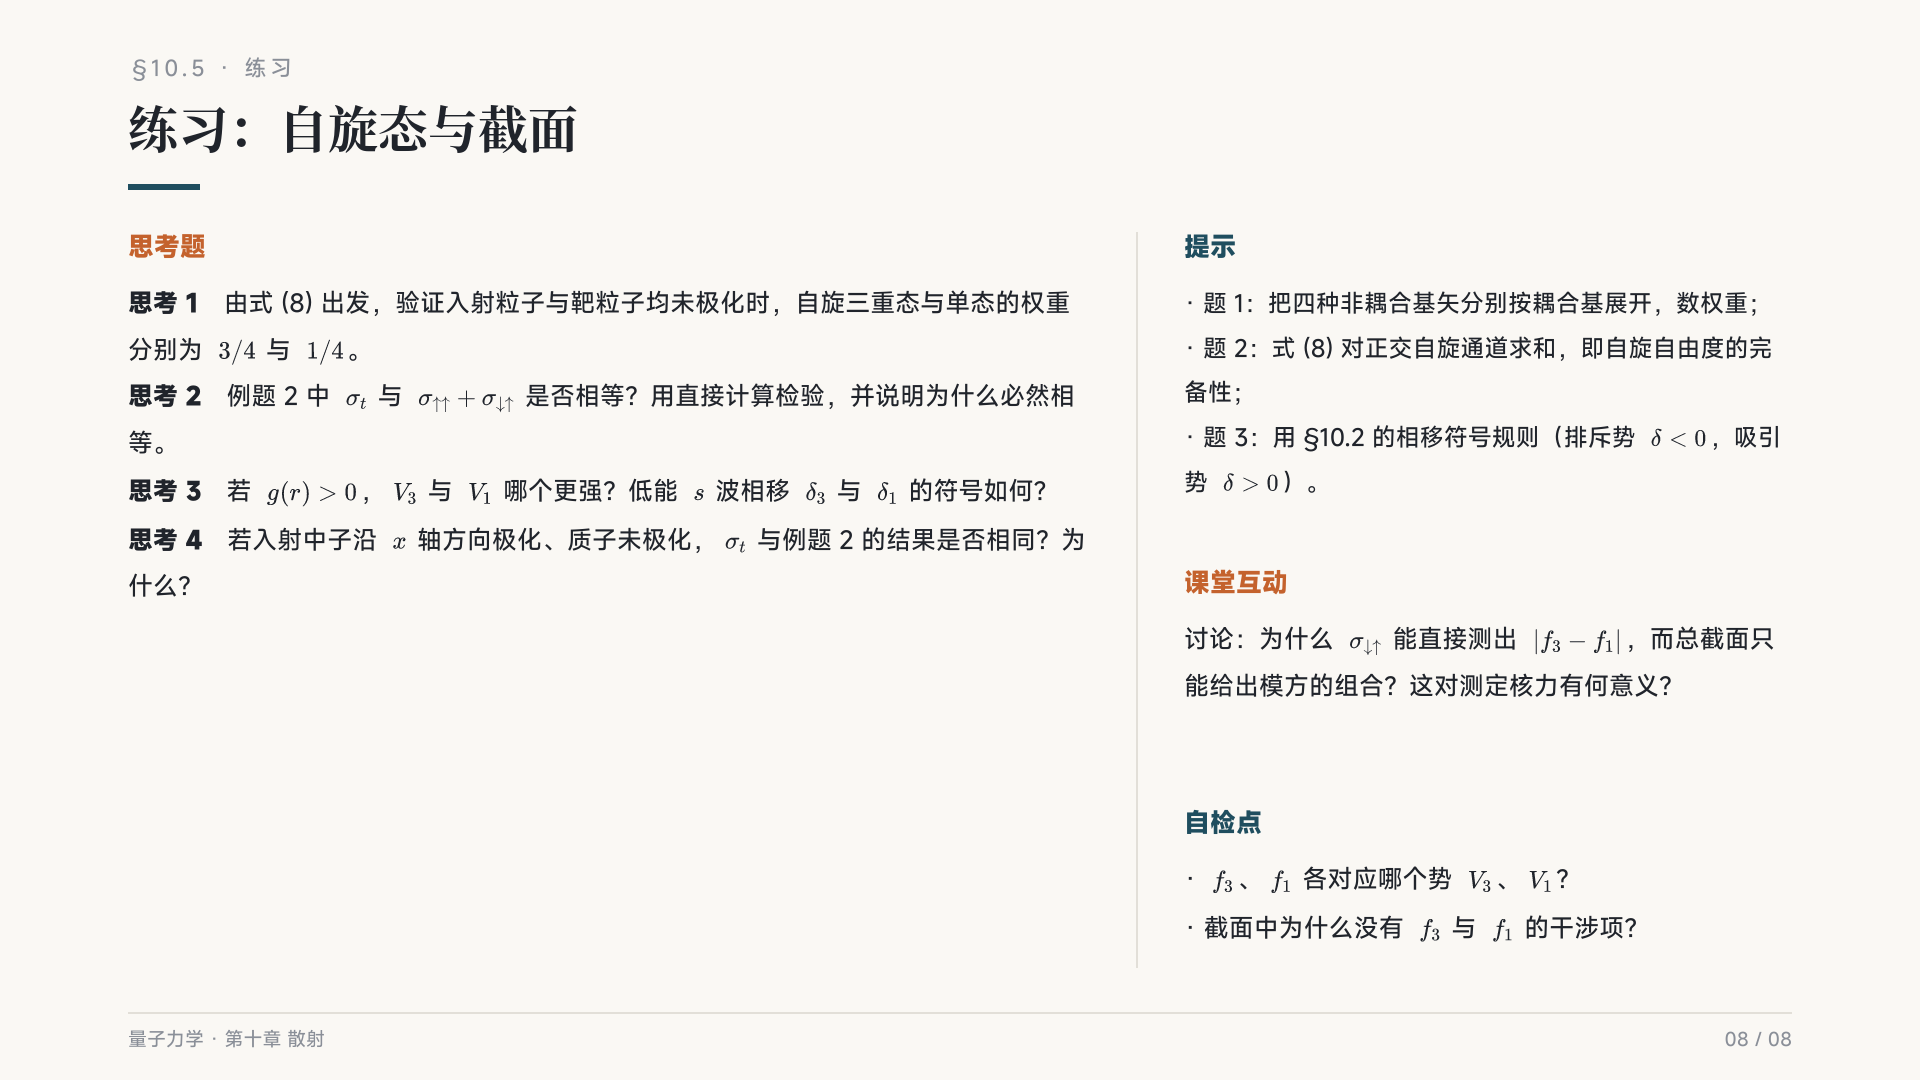 §10.5 · 练习
练习：自旋态与截面
思考题
思考 1 由式 (8) 出发，验证入射粒子与靶粒子均未极化时，自旋三重态与单态的权重
分别为 3/4 与 1/4。
思考 2 例题 2 中 σ_t 与 σ_↑↑ + σ_↓↑ 是否相等？用直接计算检验，并说明为什么必然相
等。
思考 3 若 g(r) > 0， V_3 与 V_1 哪个更强？低能 s 波相移 δ_3 与 δ_1 的符号如何？
思考 4 若入射中子沿 x 轴方向极化、质子未极化， σ_t 与例题 2 的结果是否相同？为
什么？
提示
· 题 1：把四种非耦合基矢分别按耦合基展开，数权重；
· 题 2：式 (8) 对正交自旋通道求和，即自旋自由度的完
备性；
· 题 3：用 §10.2 的相移符号规则（排斥势 δ < 0，吸引
势 δ > 0）。
课堂互动
讨论：为什么 σ_↓↑ 能直接测出 |f_3 − f_1|，而总截面只
能给出模方的组合？这对测定核力有何意义？
自检点
· f_3、 f_1 各对应哪个势 V_3、 V_1？
· 截面中为什么没有 f_3 与 f_1 的干涉项？
量子力学 · 第十章 散射
08 / 08